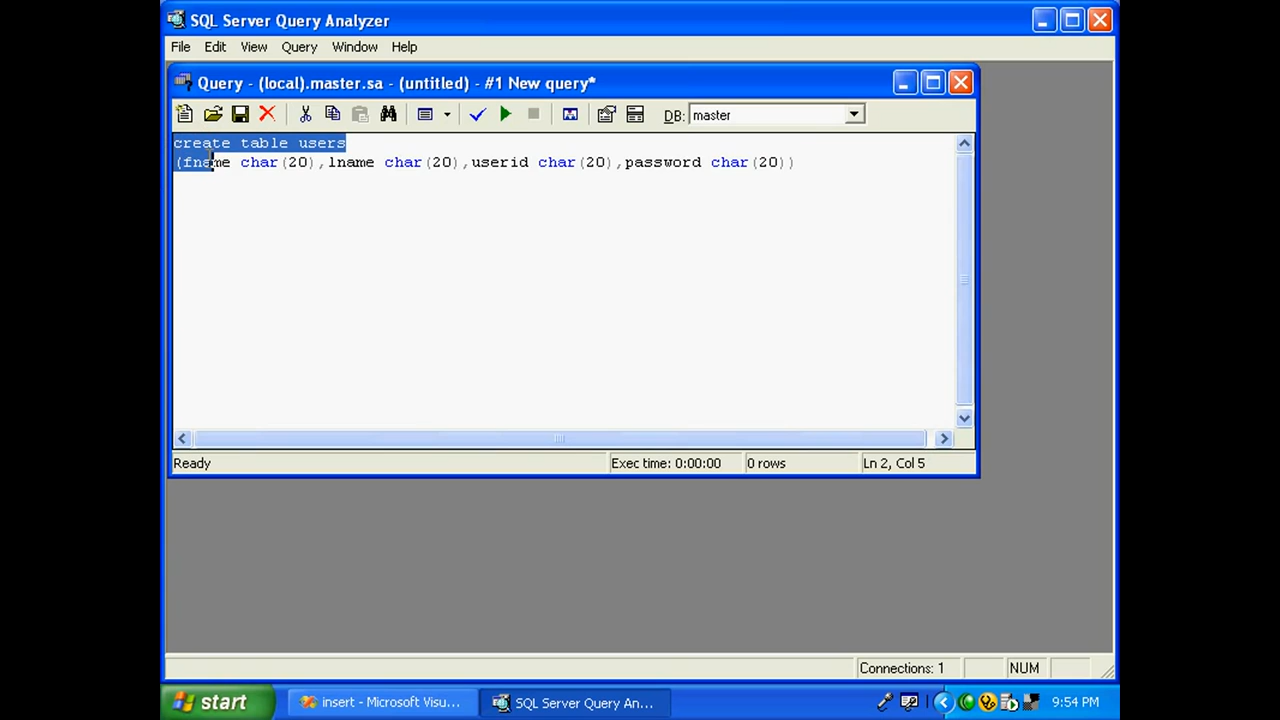 SQL Server Query Analyzer
File Edit View Query Window Help
Query - (local).master.sa - (untitled) - #1 New query*
DB: master
create table users
(fname char(20),lname char(20),userid char(20),password char(20))
Ready Exec time: 0:00:00 0 rows Ln 2, Col 5
Connections: 1 NUM
start insert - Microsoft Visu... SQL Server Query An... 9:54 PM